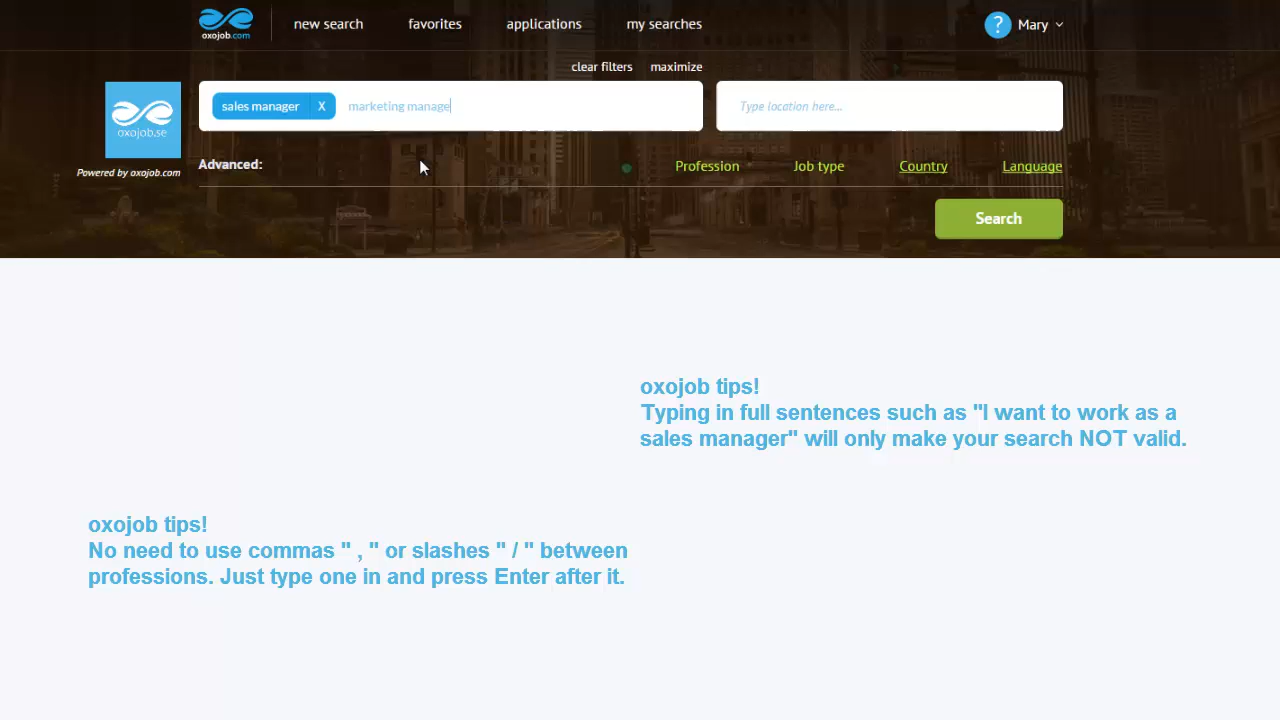 oxojob.com
new search
favorites
applications
my searches
?
Mary
clear filters
maximize
oxojob.se
sales manager X
marketing manage
Type location here...
Powered by oxojob.com
Advanced:
Profession
Job type
Country
Language
Search
oxojob tips!
Typing in full sentences such as "I want to work as a
sales manager" will only make your search NOT valid.
oxojob tips!
No need to use commas " , " or slashes " / " between
professions. Just type one in and press Enter after it.